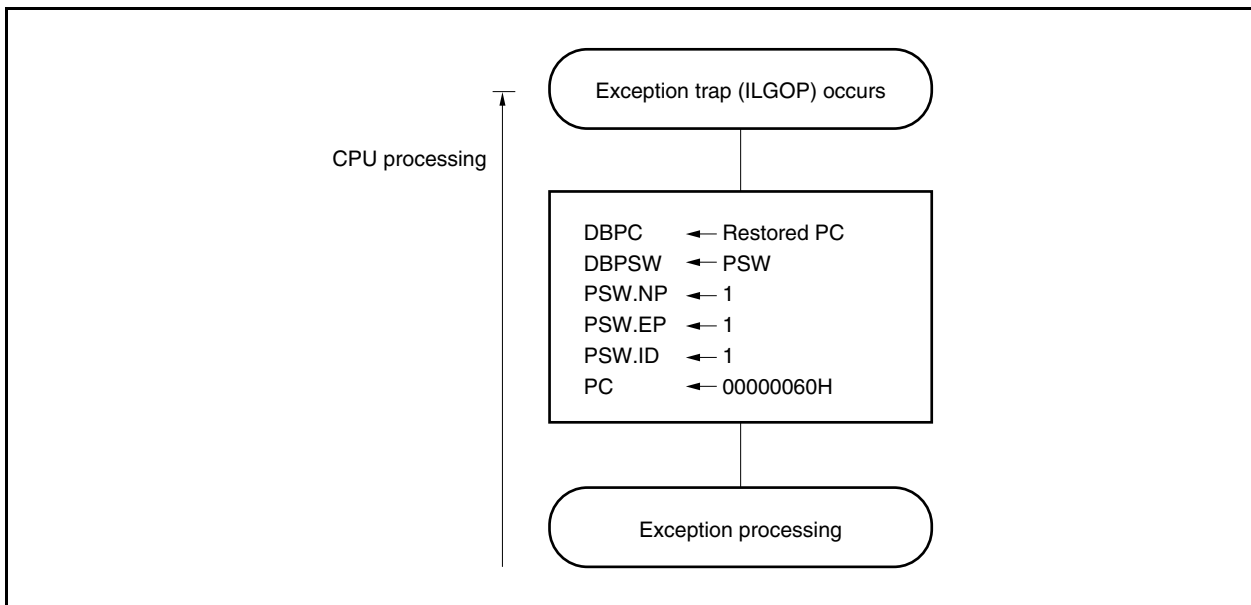 Exception trap (ILGOP) occurs
CPU processing
DBPC ← Restored PC
DBPSW ← PSW
PSW.NP ← 1
PSW.EP ← 1
PSW.ID ← 1
PC ← 00000060H
Exception processing